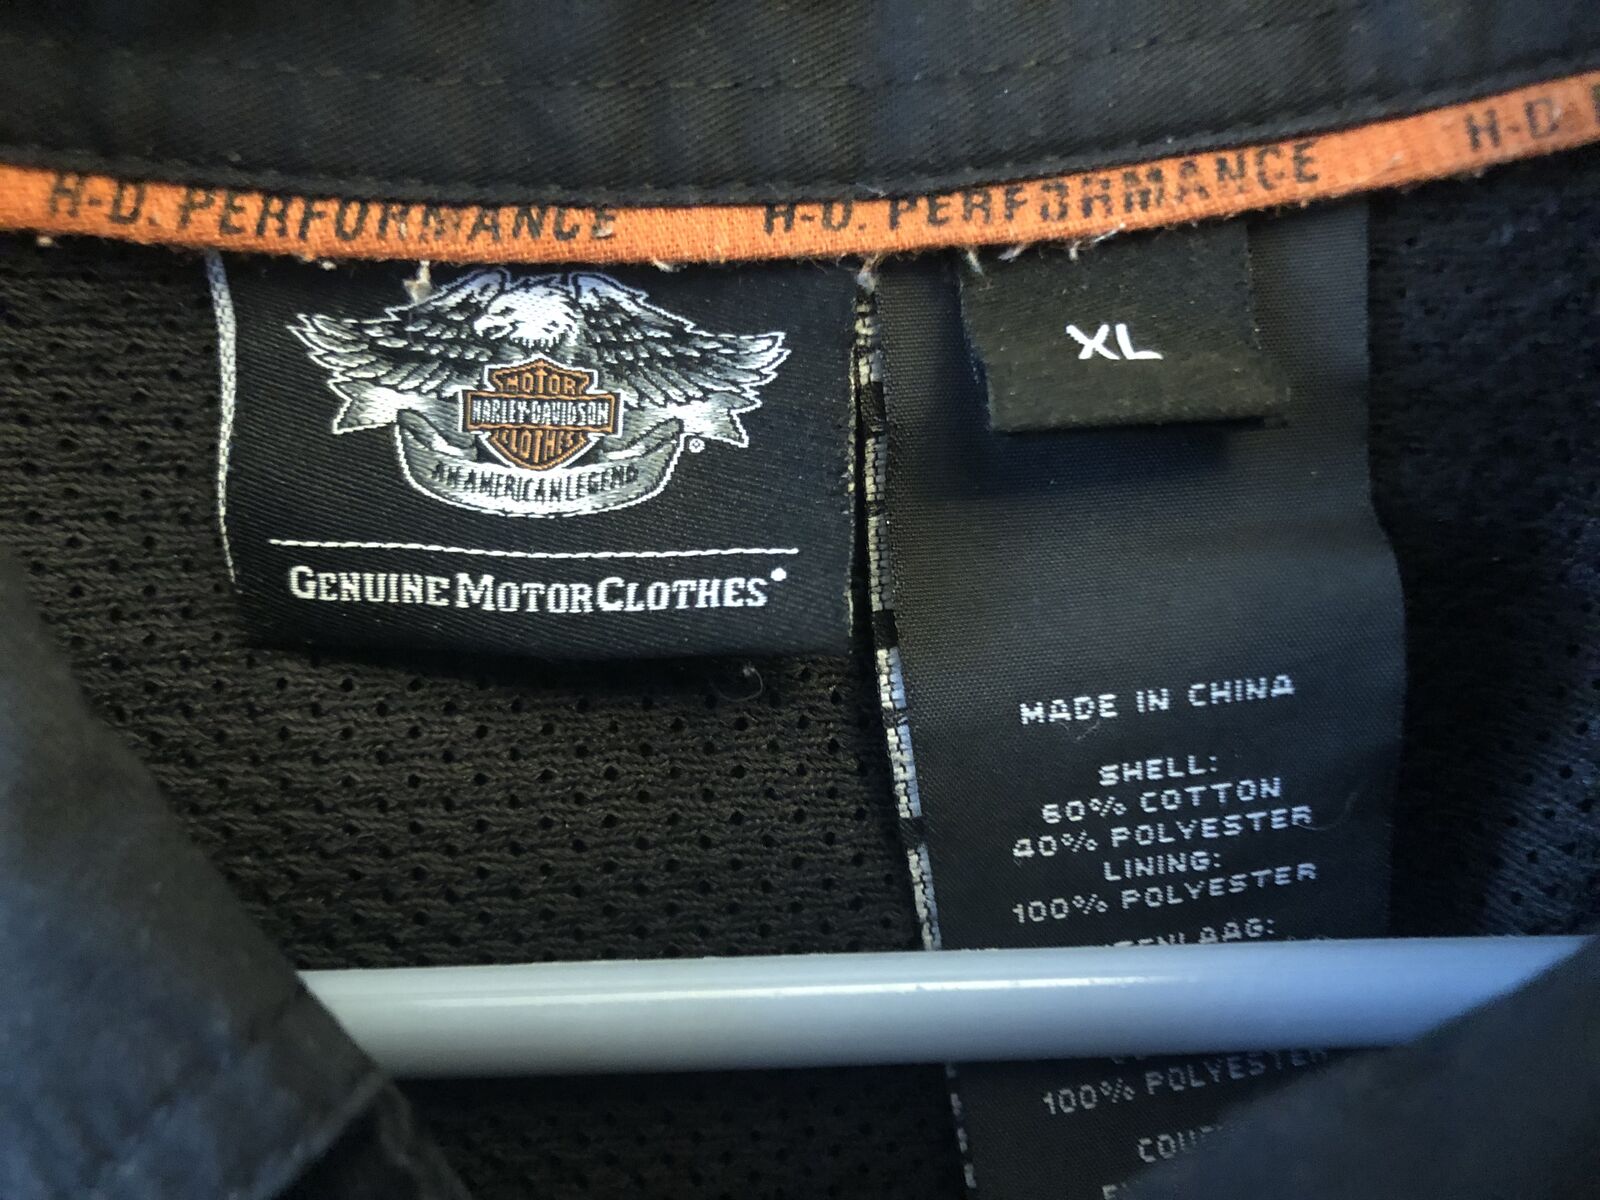 H-D. PERFORMANCE H-D. PERFORMANCE H-D.
MOTOR
HARLEY-DAVIDSON
CLOTHES
®
AN AMERICAN LEGEND
GENUINE MOTORCLOTHES®
XL
MADE IN CHINA
SHELL:
60% COTTON
40% POLYESTER
LINING:
100% POLYESTER
100% POLYESTER